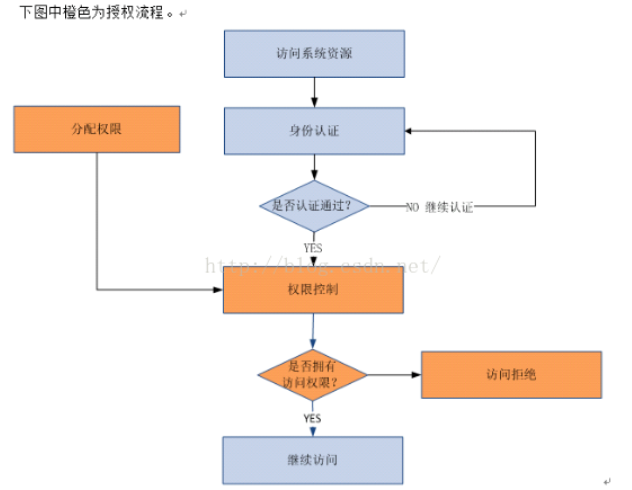 下图中橙色为授权流程。
访问系统资源
分配权限
身份认证
是否认证通过？
NO 继续认证
YES
http://blog.csdn.net/
权限控制
是否拥有
访问权限？
访问拒绝
YES
继续访问